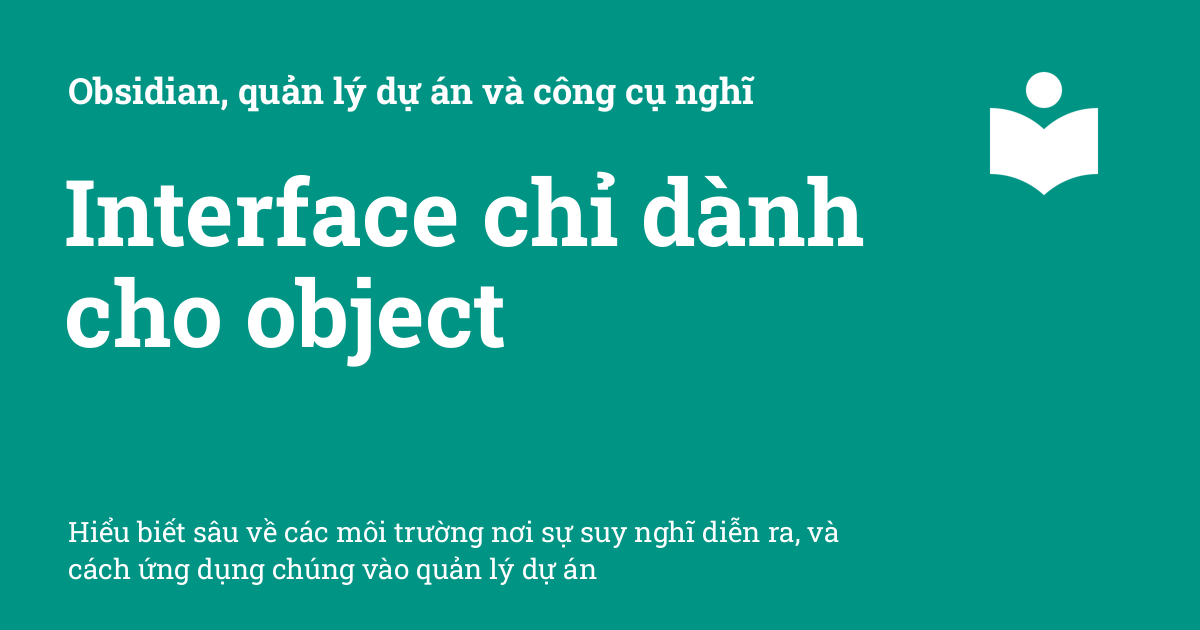 Obsidian, quản lý dự án và công cụ nghĩ
Interface chỉ dành
cho object
Hiểu biết sâu về các môi trường nơi sự suy nghĩ diễn ra, và
cách ứng dụng chúng vào quản lý dự án